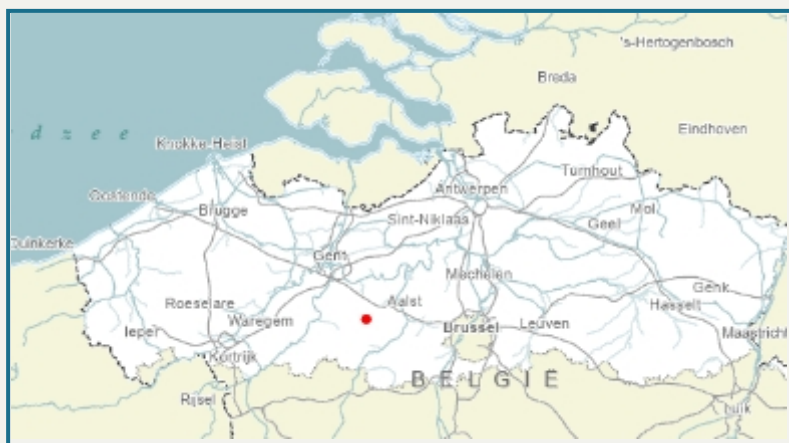 's-Hertogenbosch
Breda
d z e e
Eindhoven
Knokke-Heist
Turnhout
Antwerpen
Oostende
Brugge
Mol
Sint-Niklaas
Geel
Duinkerke
Gent
Mechelen
Genk
Roeselare
Aalst
Hasselt
Ieper
Waregem
Brussel
Leuven
Maastricht
Kortrijk
BELGIË
Rijsel
Luik